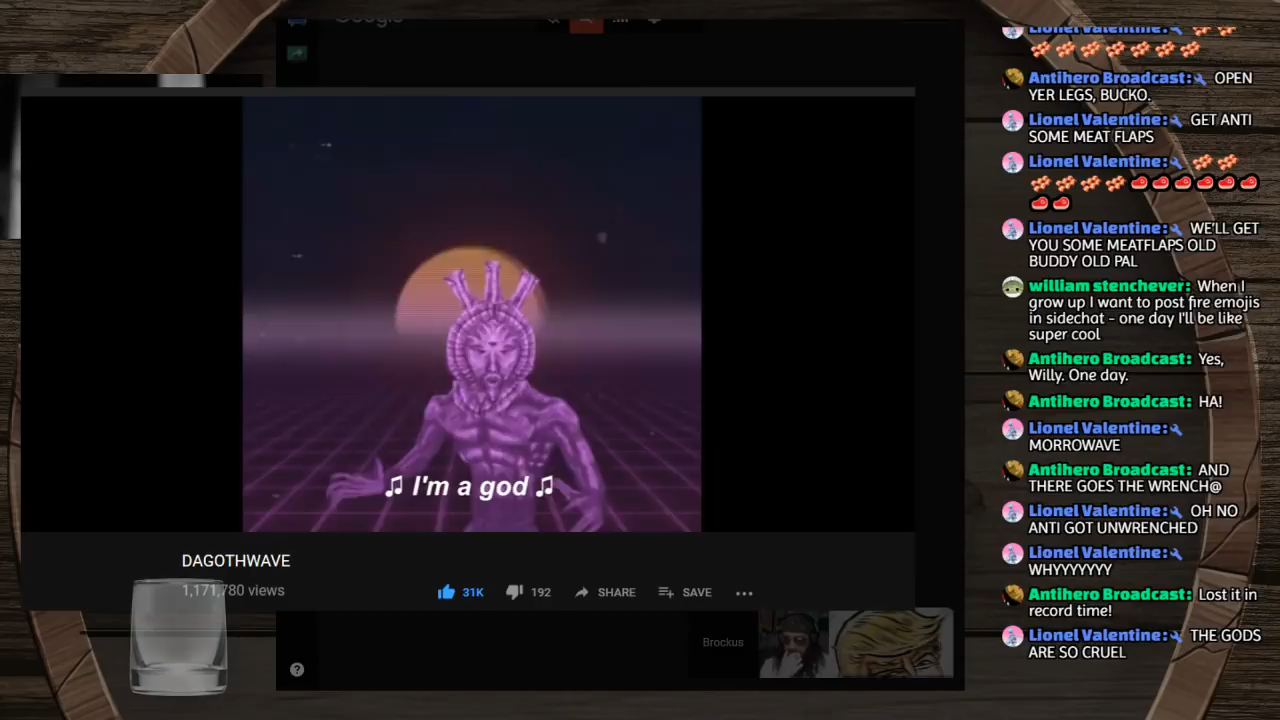 Google
♫ I'm a god ♫
DAGOTHWAVE
1,171,780 views
31K
192
SHARE
SAVE
Brockus
?
Lionel Valentine:
Antihero Broadcast: OPEN
YER LEGS, BUCKO.
Lionel Valentine: GET ANTI
SOME MEAT FLAPS
Lionel Valentine:
Lionel Valentine: WE'LL GET
YOU SOME MEATFLAPS OLD
BUDDY OLD PAL
william stenchever: When I
grow up I want to post fire emojis
in sidechat - one day I'll be like
super cool
Antihero Broadcast: Yes,
Willy. One day.
Antihero Broadcast: HA!
Lionel Valentine:
MORROWAVE
Antihero Broadcast: AND
THERE GOES THE WRENCH@
Lionel Valentine: OH NO
ANTI GOT UNWRENCHED
Lionel Valentine:
WHYYYYYY
Antihero Broadcast: Lost it in
record time!
Lionel Valentine: THE GODS
ARE SO CRUEL